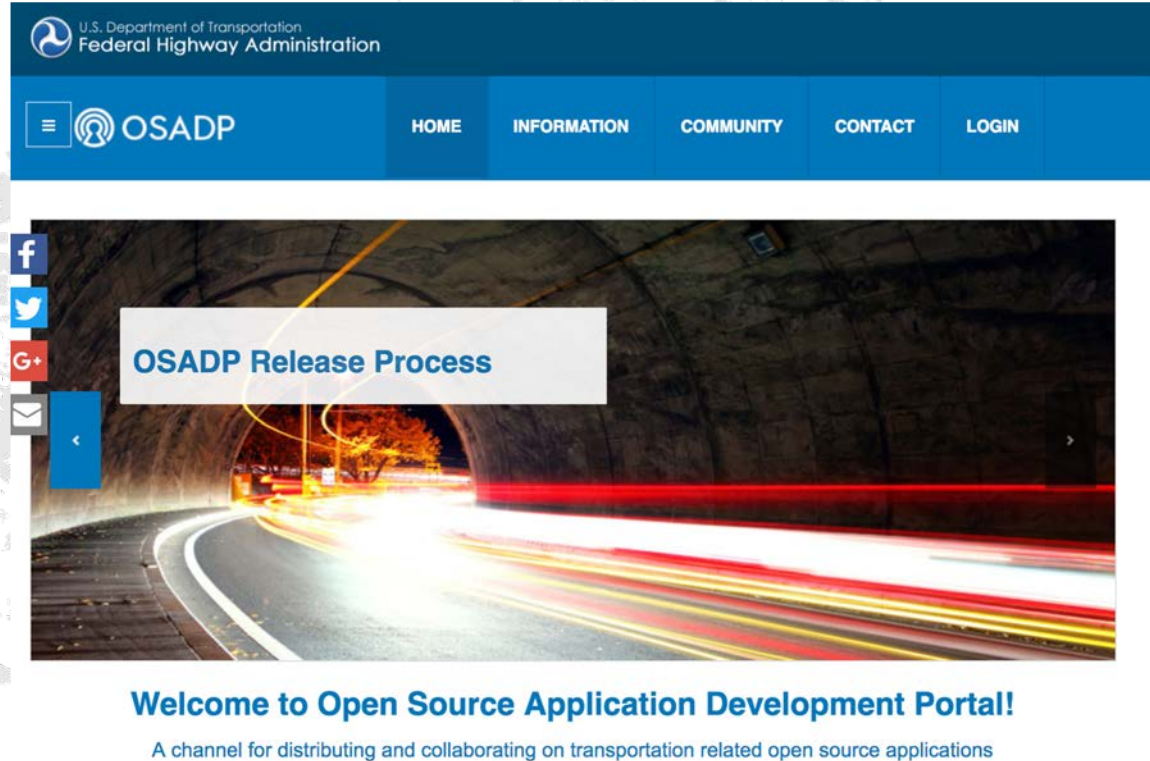 U.S. Department of Transportation
Federal Highway Administration
≡ OSADP HOME INFORMATION COMMUNITY CONTACT LOGIN
f
G+
OSADP Release Process
‹ ›
Welcome to Open Source Application Development Portal!
A channel for distributing and collaborating on transportation related open source applications